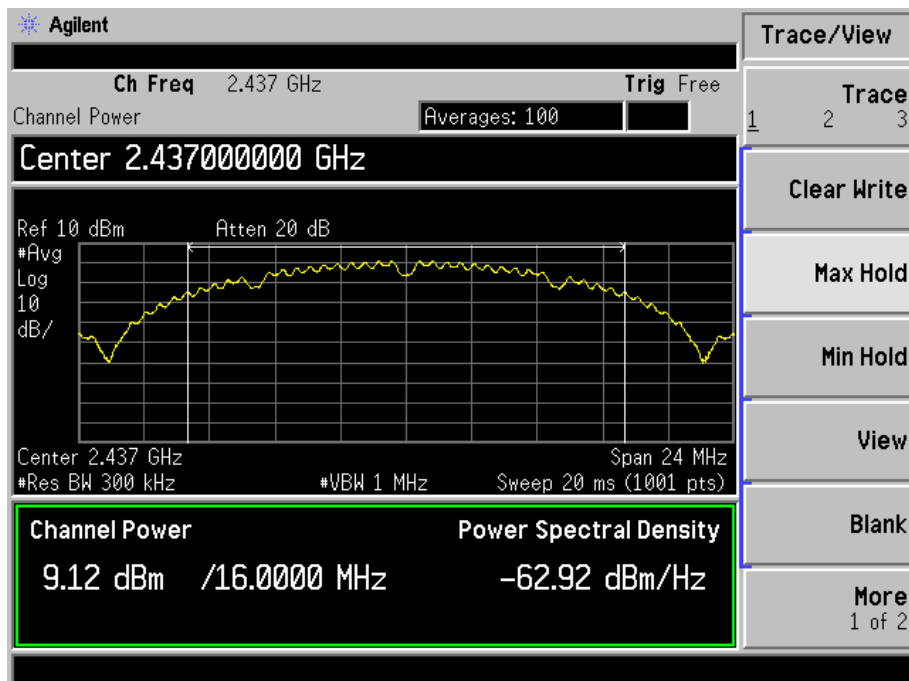 Agilent
Ch Freq 2.437 GHz Trig Free
Channel Power Averages: 100
Center 2.437000000 GHz
Ref 10 dBm Atten 20 dB
#Avg
Log
10
dB/
Center 2.437 GHz Span 24 MHz
#Res BW 300 kHz #VBW 1 MHz Sweep 20 ms (1001 pts)
Channel Power Power Spectral Density
9.12 dBm /16.0000 MHz -62.92 dBm/Hz
Trace/View
Trace
1 2 3
Clear Write
Max Hold
Min Hold
View
Blank
More
1 of 2